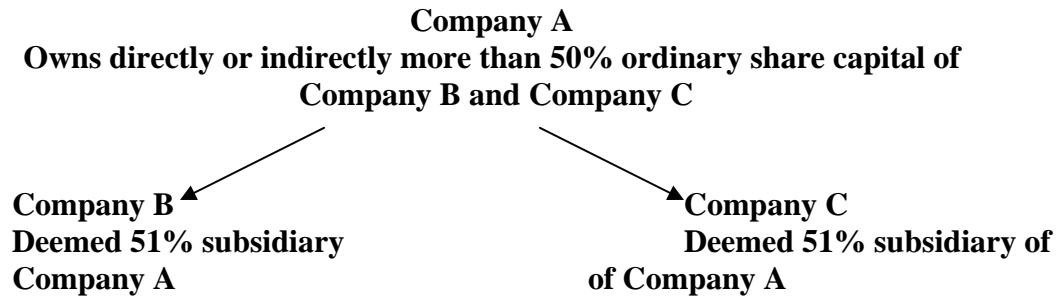 Company A
Owns directly or indirectly more than 50% ordinary share capital of
Company B and Company C
Company B Company C
Deemed 51% subsidiary Deemed 51% subsidiary of
Company A of Company A